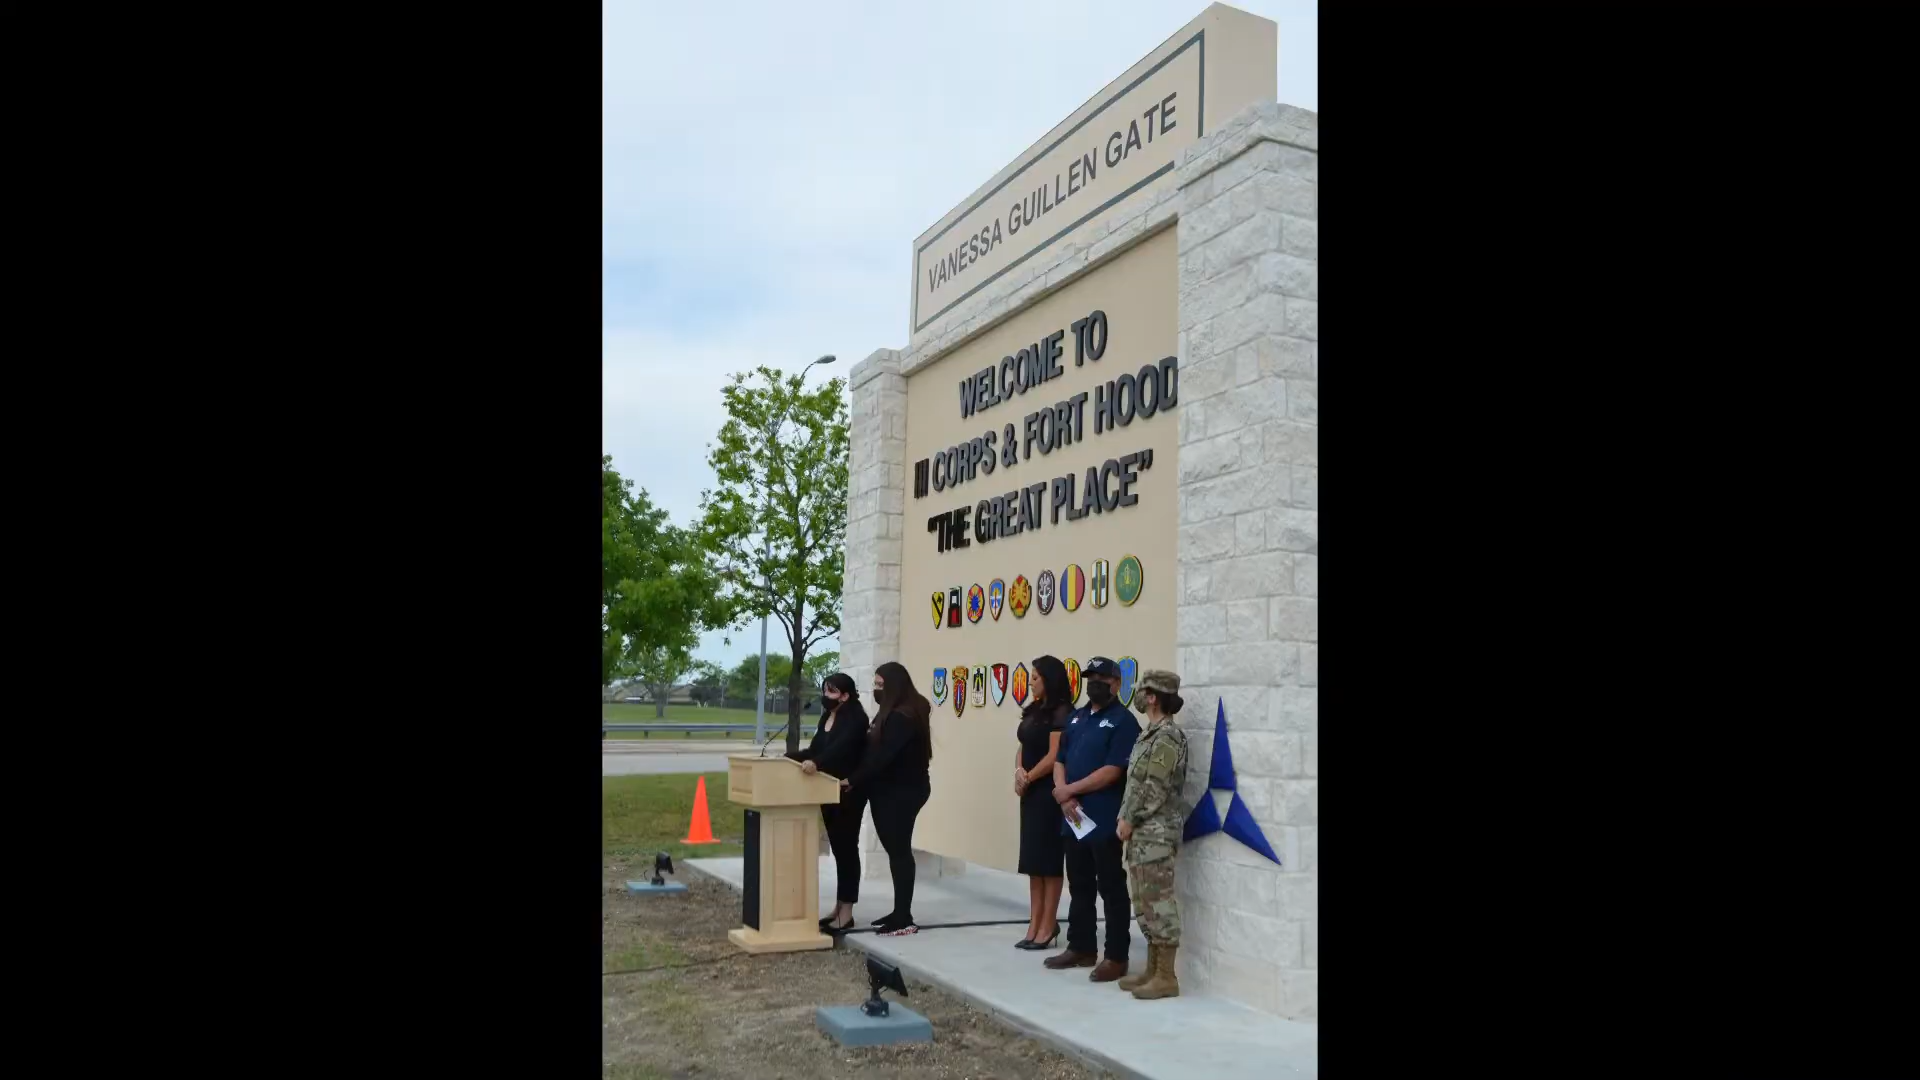 VANESSA GUILLEN GATE
WELCOME TO
III CORPS & FORT HOOD
"THE GREAT PLACE"